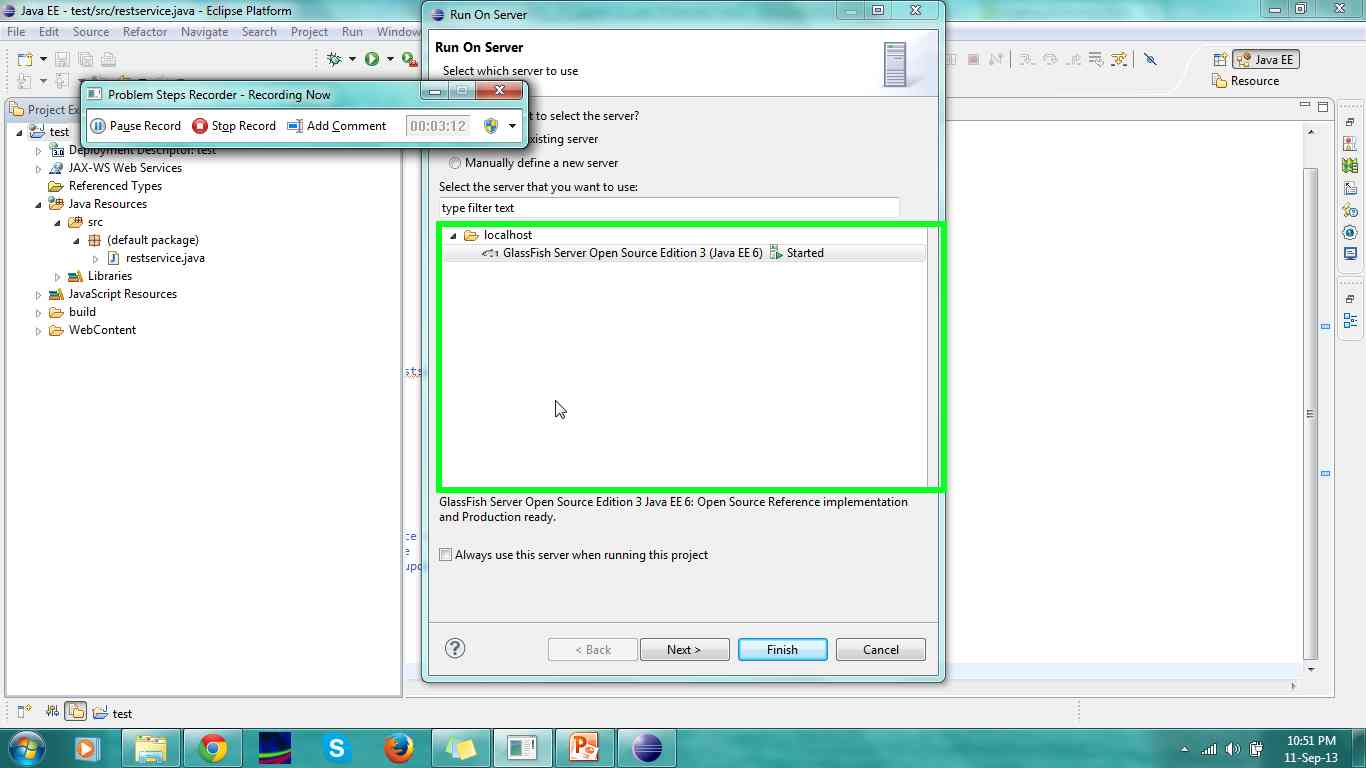 Java EE - test/src/restservice.java - Eclipse Platform
File Edit Source Refactor Navigate Search Project Run Window
Run On Server
Run On Server
Select which server to use
Java EE
Resource
Problem Steps Recorder - Recording Now
Pause Record Stop Record Add Comment 00:03:12
Project Ex
test
Deployment Descriptor: test
JAX-WS Web Services
Referenced Types
Java Resources
src
(default package)
restservice.java
Libraries
JavaScript Resources
build
WebContent
t to select the server?
xisting server
Manually define a new server
Select the server that you want to use:
type filter text
localhost
GlassFish Server Open Source Edition 3 (Java EE 6) Started
GlassFish Server Open Source Edition 3 Java EE 6: Open Source Reference implementation
and Production ready.
Always use this server when running this project
< Back Next > Finish Cancel
test
10:51 PM
11-Sep-13